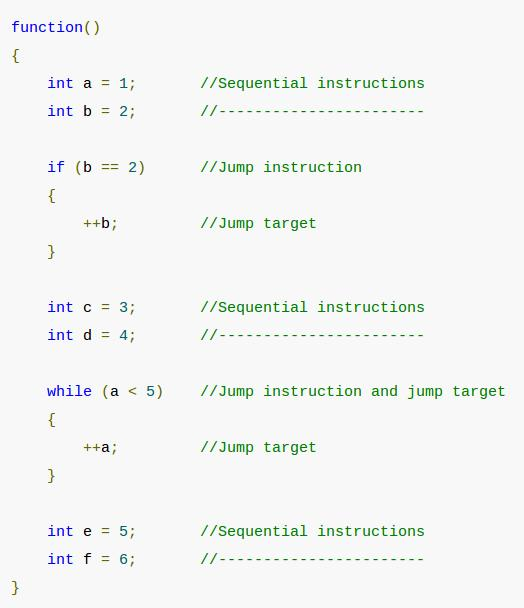 function()
{
    int a = 1;       //Sequential instructions
    int b = 2;       //-----------------------

    if (b == 2)      //Jump instruction
    {
        ++b;         //Jump target
    }

    int c = 3;       //Sequential instructions
    int d = 4;       //-----------------------

    while (a < 5)    //Jump instruction and jump target
    {
        ++a;         //Jump target
    }

    int e = 5;       //Sequential instructions
    int f = 6;       //-----------------------
}